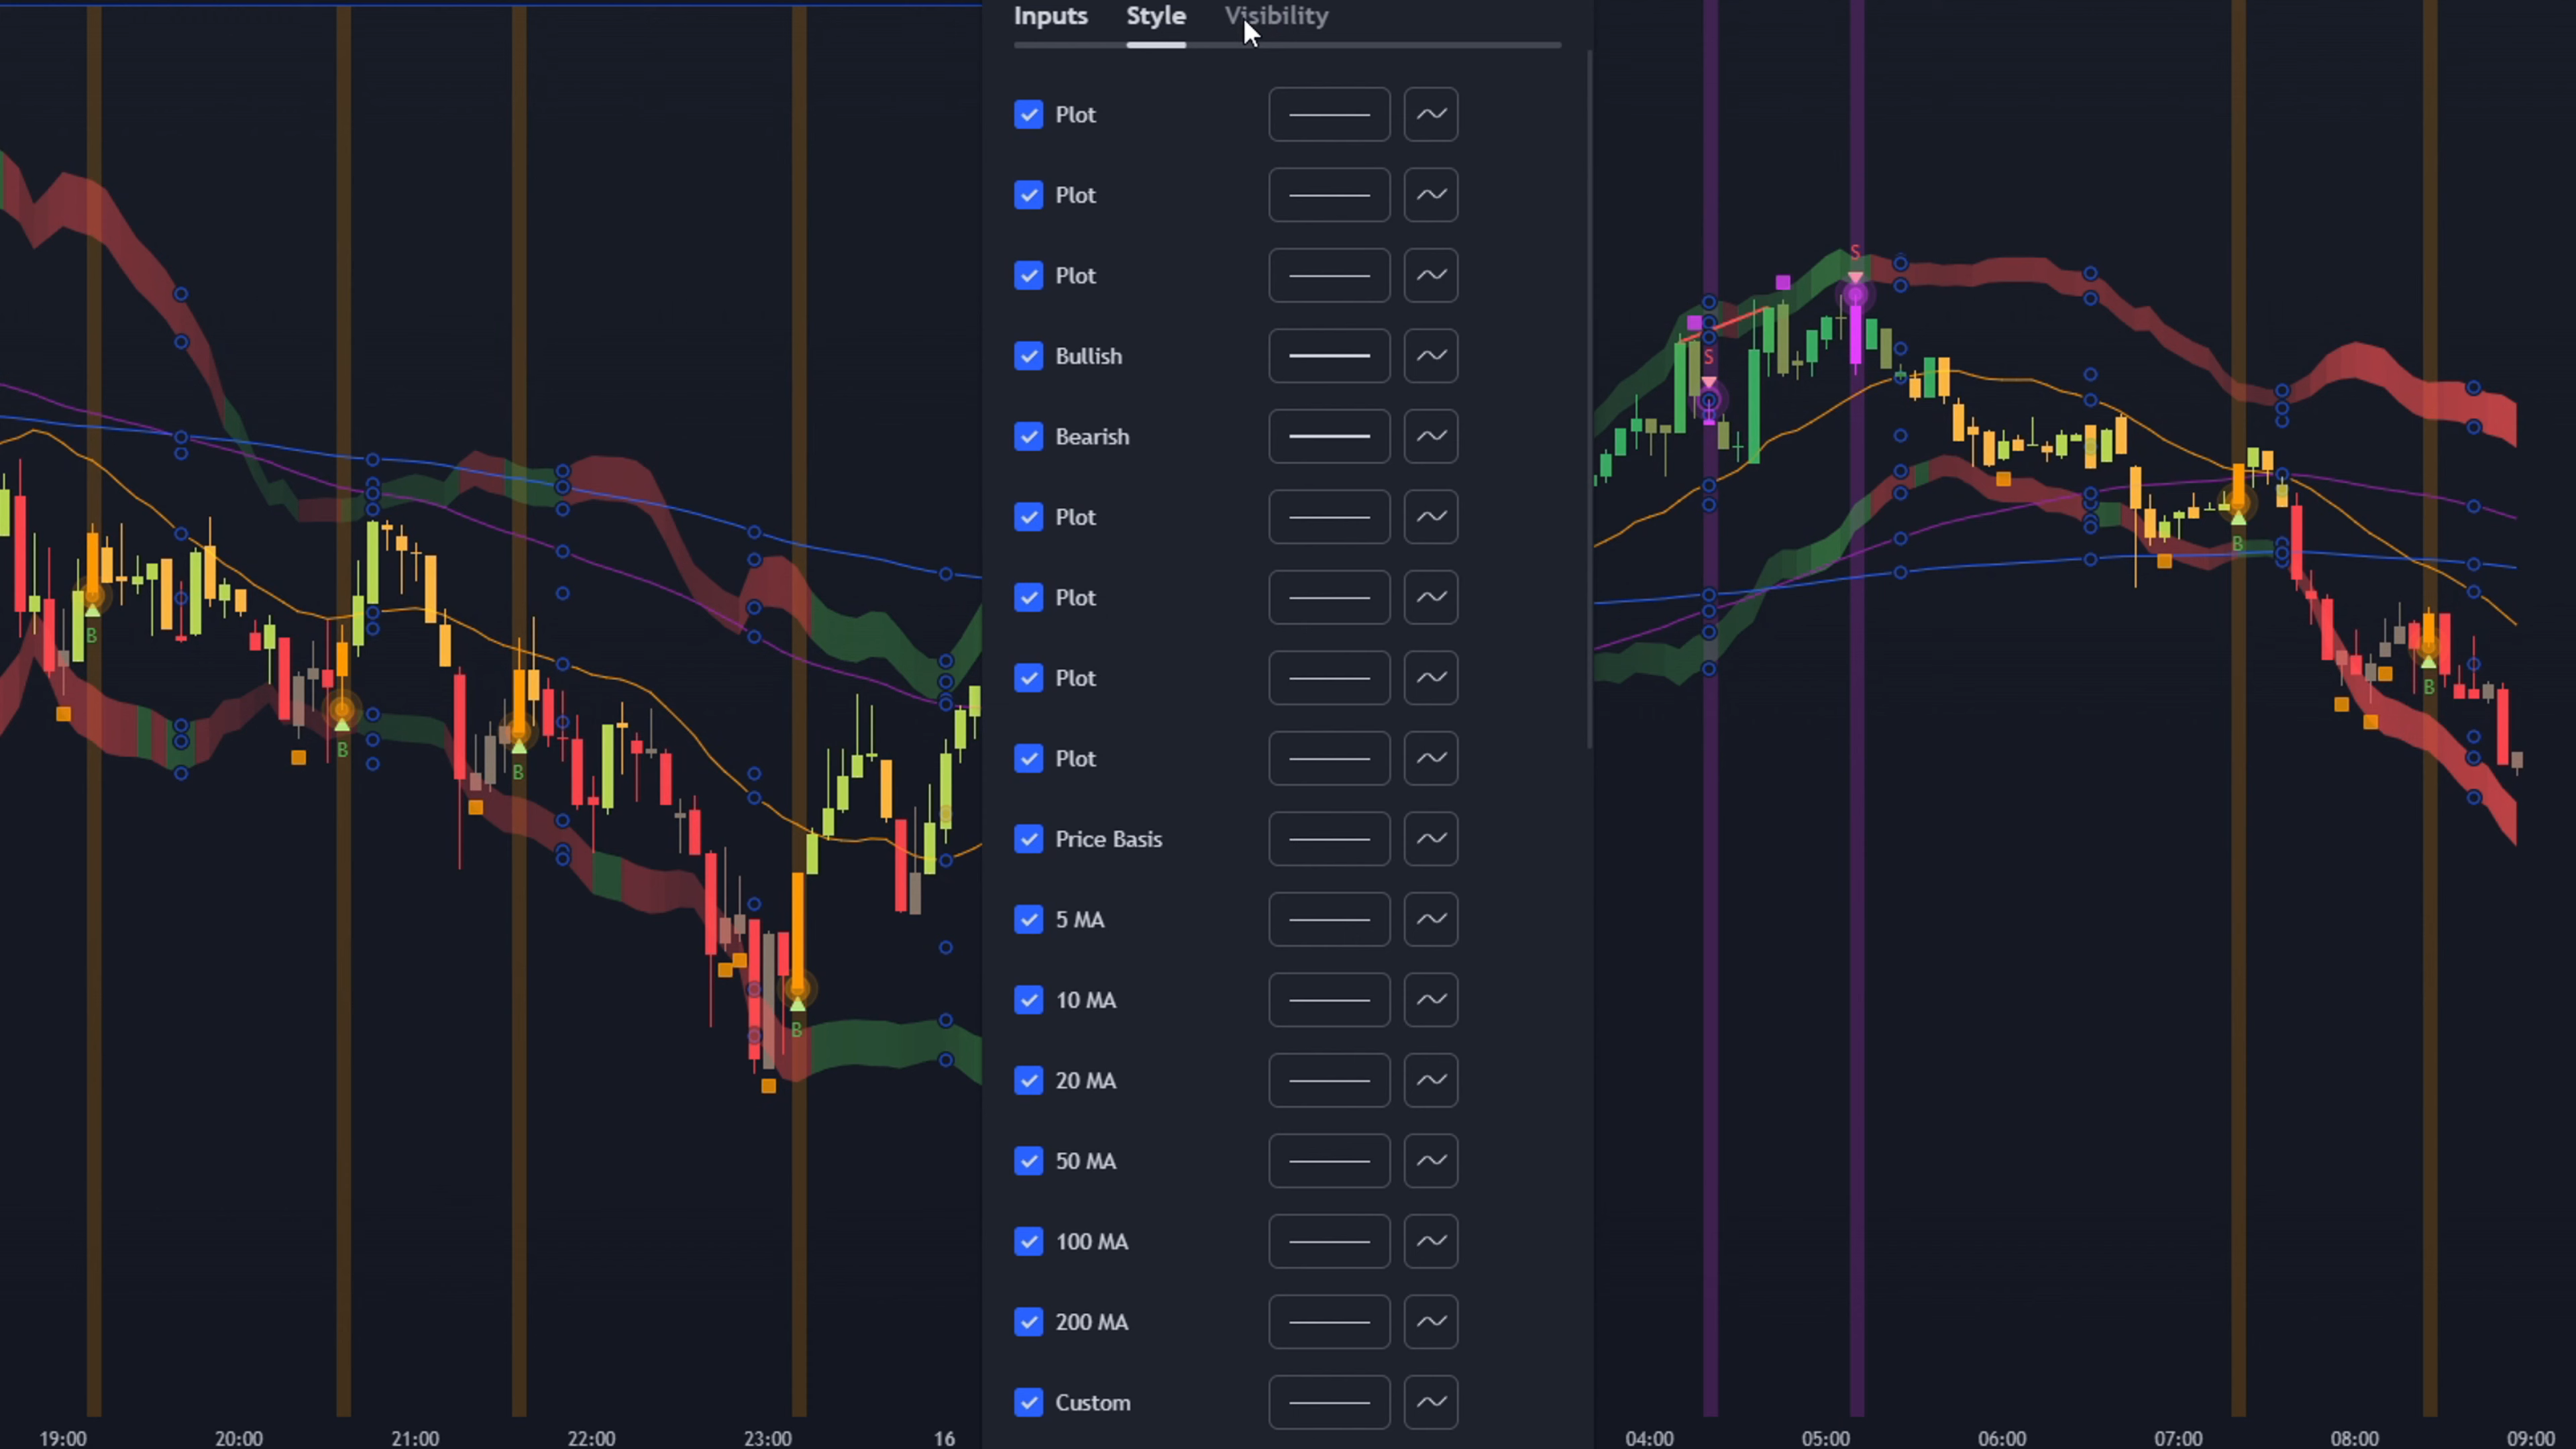 Inputs Style Visibility
Plot
Plot
Plot
Bullish
Bearish
Plot
Plot
Plot
Plot
Price Basis
5 MA
10 MA
20 MA
50 MA
100 MA
200 MA
Custom
B
B
B
B
S
S
B
B
19:00 20:00 21:00 22:00 23:00 16 04:00 05:00 06:00 07:00 08:00 09:00